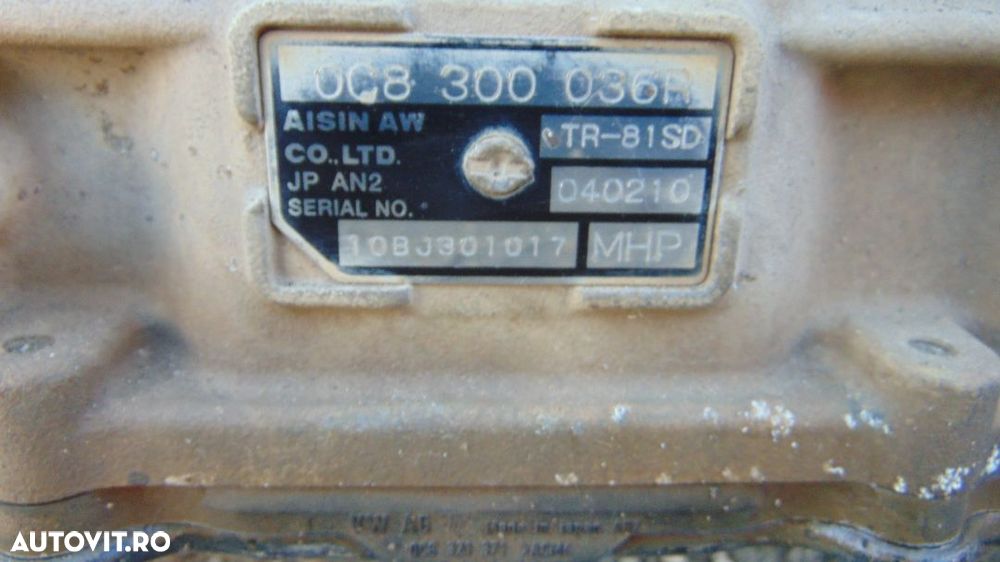 0C8 300 036R
AISIN AW TR-81SD
CO.,LTD.
JP AN2 040210
SERIAL NO.
10BJ301017 MHP
AUTOVIT.RO